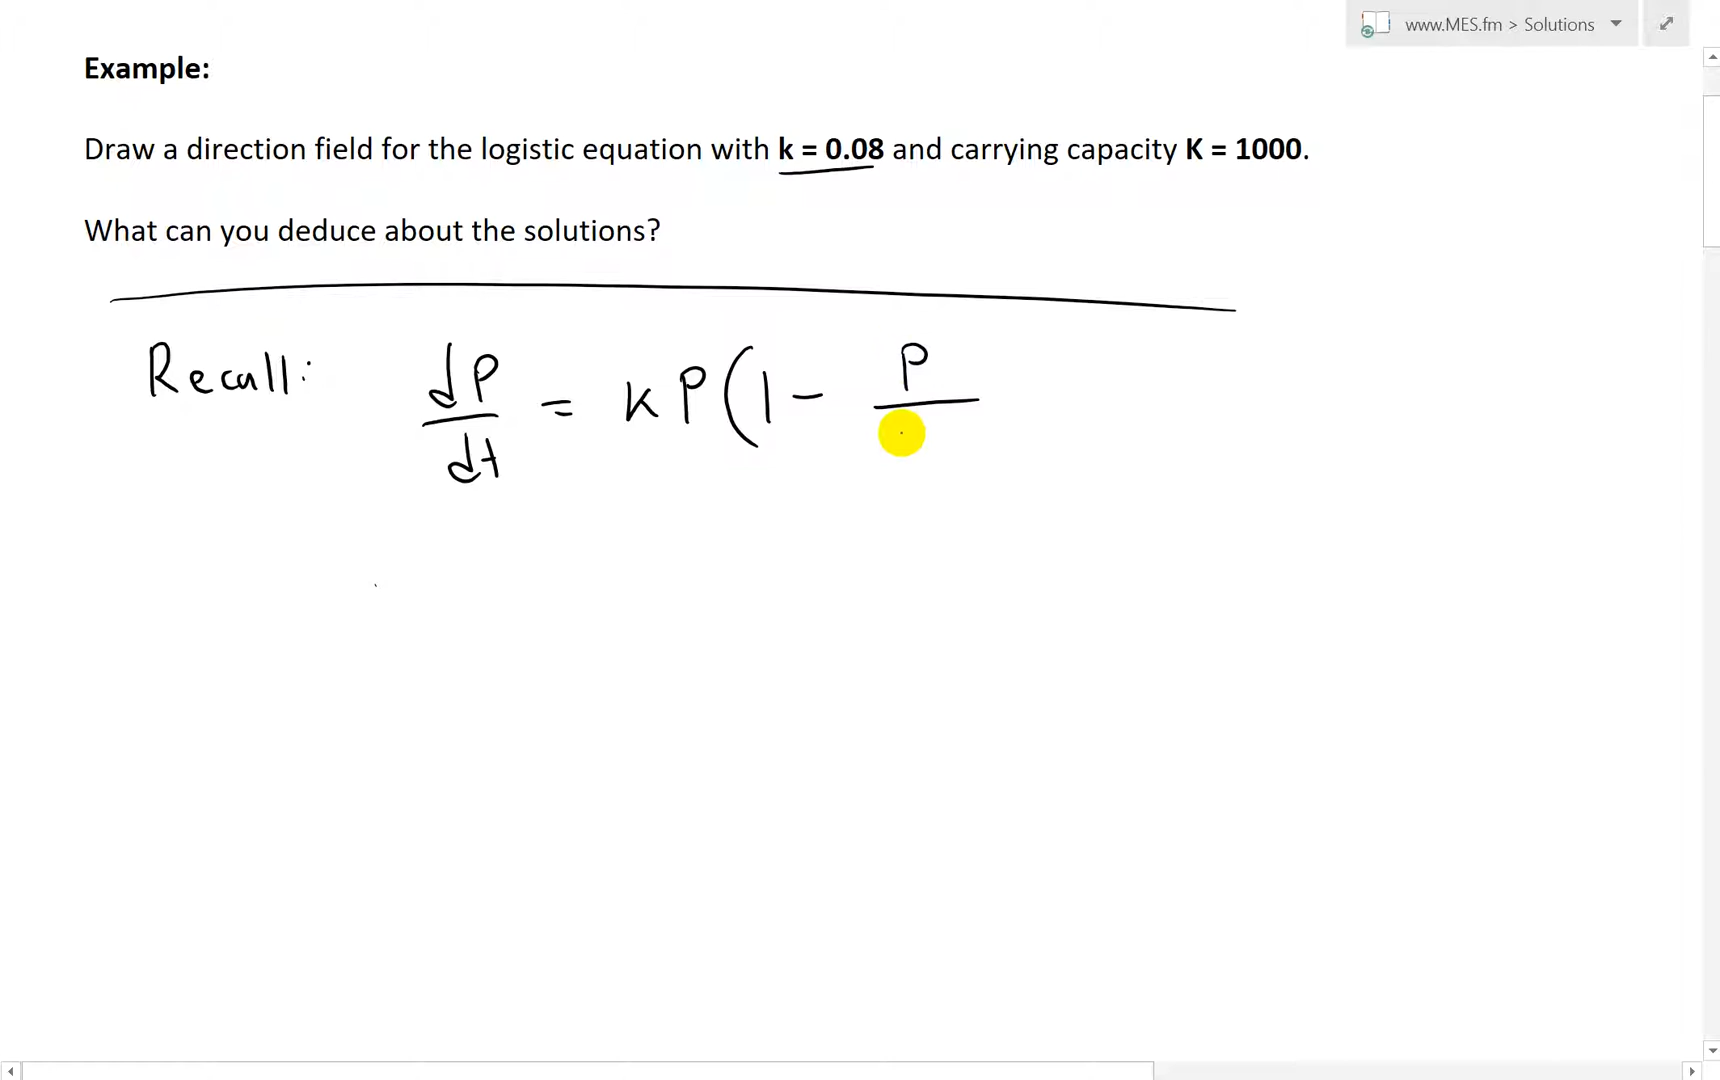 www.MES.fm > Solutions
Example:
Draw a direction field for the logistic equation with k = 0.08 and carrying capacity K = 1000.
What can you deduce about the solutions?
Recall: dP/dt = kP(1 - P/